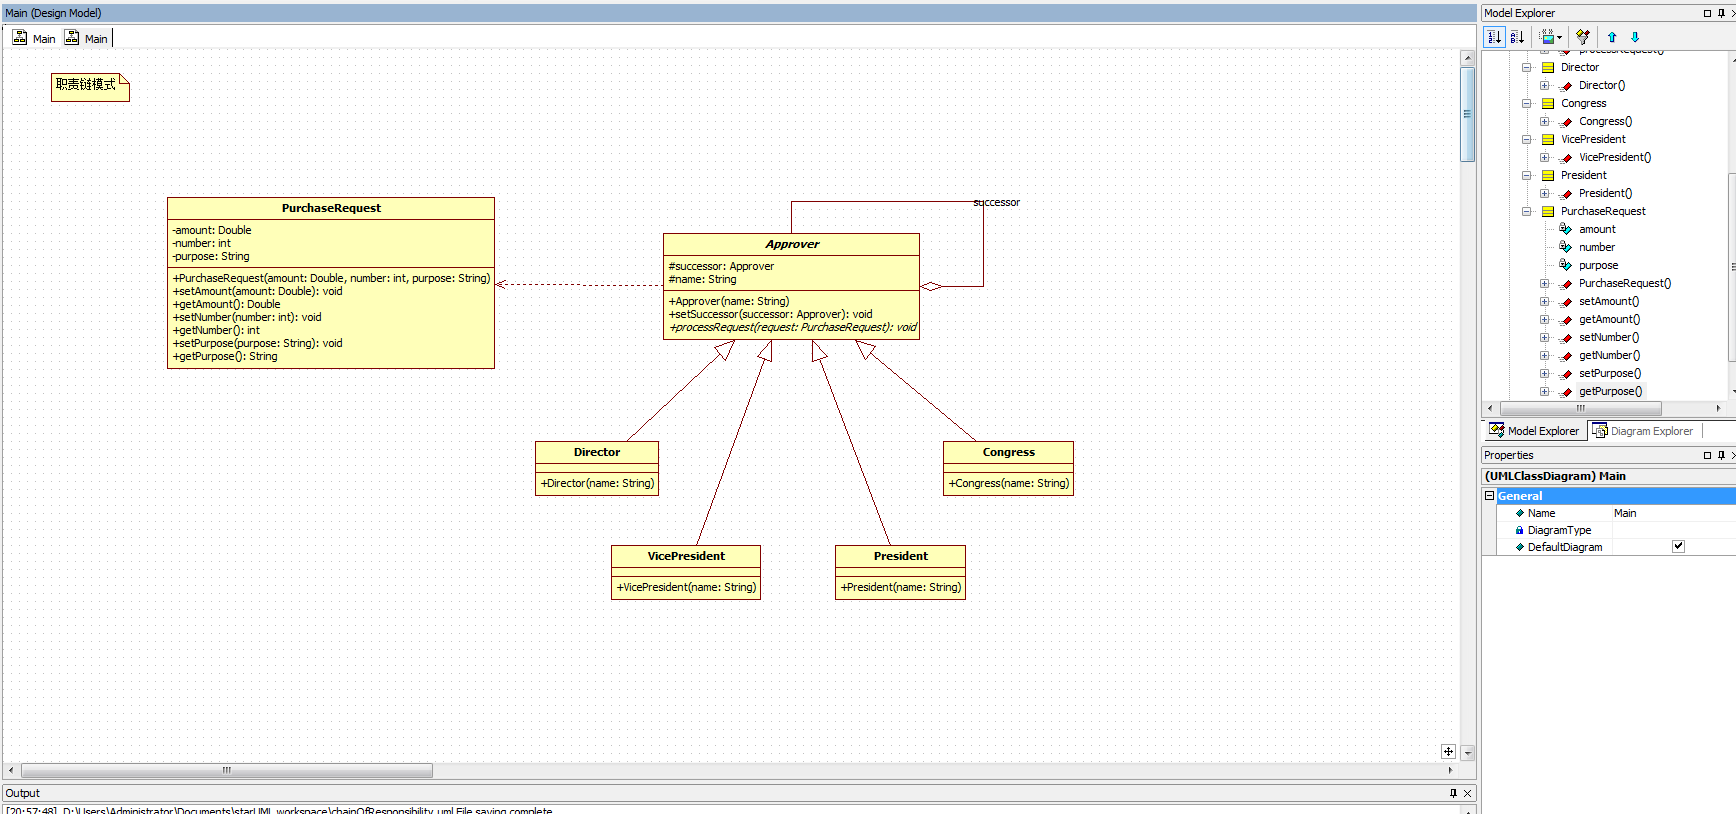 Main (Design Model)
Main
Main
职责链模式
PurchaseRequest
-amount: Double
-number: int
-purpose: String
+PurchaseRequest(amount: Double, number: int, purpose: String)
+setAmount(amount: Double): void
+getAmount(): Double
+setNumber(number: int): void
+getNumber(): int
+setPurpose(purpose: String): void
+getPurpose(): String
successor
Approver
#successor: Approver
#name: String
+Approver(name: String)
+setSuccessor(successor: Approver): void
+processRequest(request: PurchaseRequest): void
Director
+Director(name: String)
Congress
+Congress(name: String)
VicePresident
+VicePresident(name: String)
President
+President(name: String)
Output
[20:57:48] D:\Users\Administrator\Documents\starUML workspace\chainOfResponsibility.uml File saving complete.
Model Explorer
processRequest()
Director
Director()
Congress
Congress()
VicePresident
VicePresident()
President
President()
PurchaseRequest
amount
number
purpose
PurchaseRequest()
setAmount()
getAmount()
setNumber()
getNumber()
setPurpose()
getPurpose()
Model Explorer
Diagram Explorer
Properties
(UMLClassDiagram) Main
General
Name Main
DiagramType
DefaultDiagram